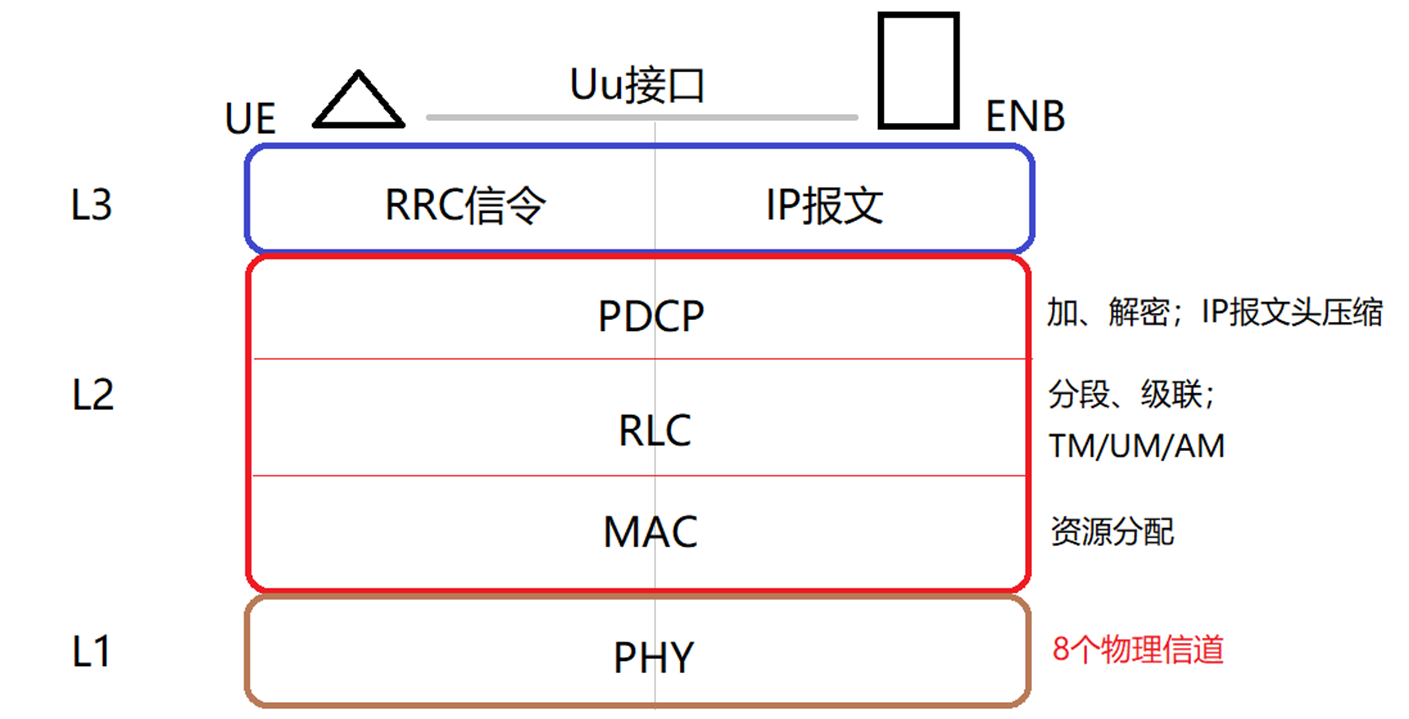 Uu接口
UE
ENB
L3
RRC信令
IP报文
PDCP
加、解密；IP报文头压缩
L2
分段、级联；
RLC
TM/UM/AM
MAC
资源分配
L1
PHY
8个物理信道